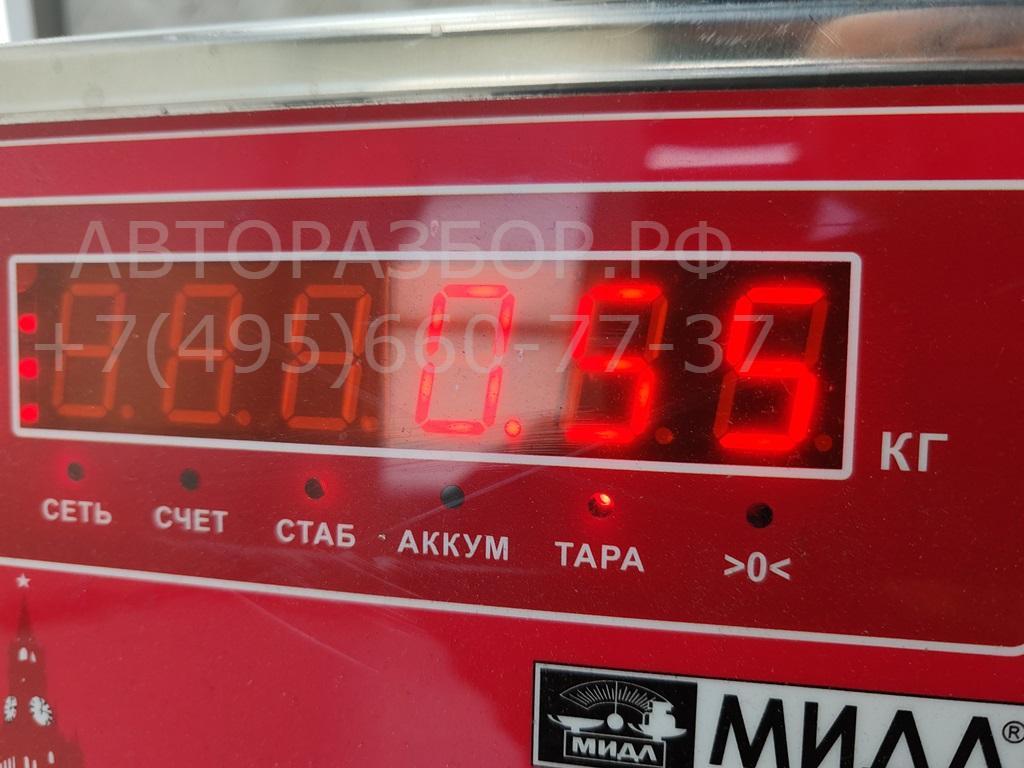 АВТОРАЗБОР.РФ
+7(495)660-77-37
0.55
КГ
СЕТЬ СЧЕТ СТАБ АККУМ ТАРА >0<
МИДЛ МИДЛ®